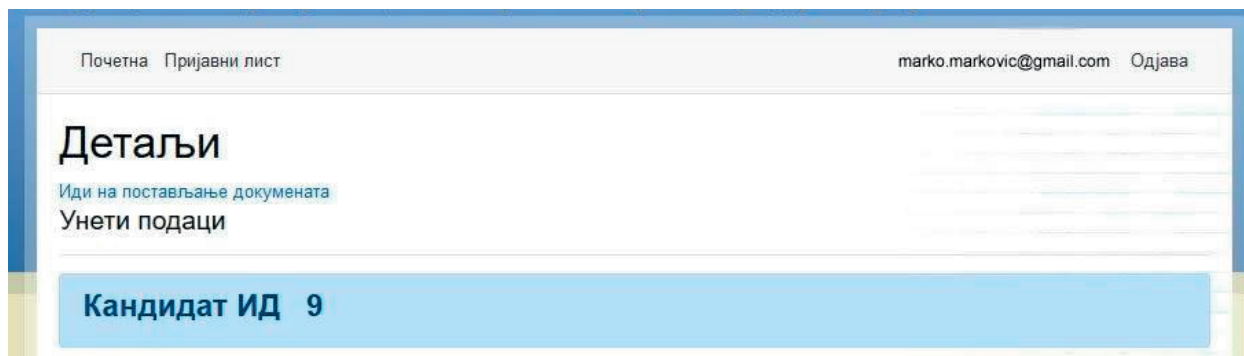 Почетна Пријавни лист marko.markovic@gmail.com Одјава
Детаљи
Иди на постављање докумената
Унети подаци
Кандидат ИД 9